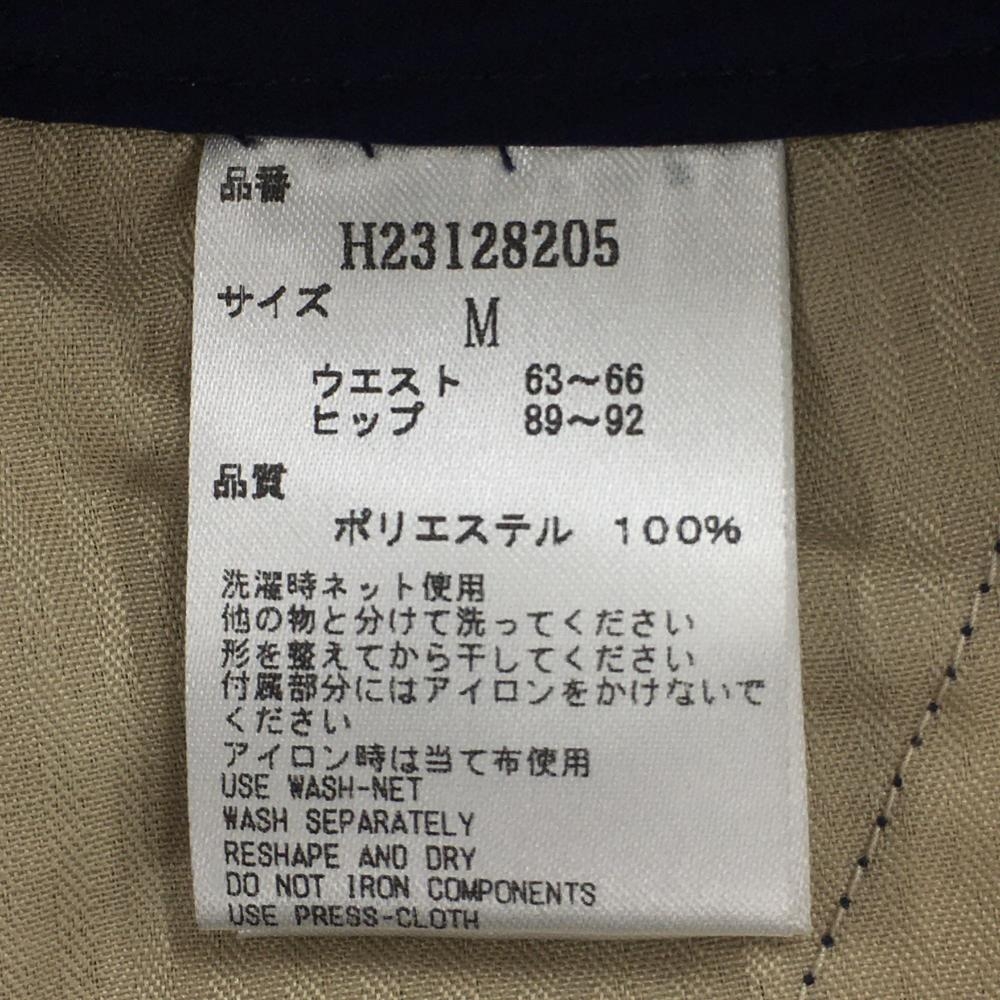 品番
H23128205
サイズ
M
ウエスト 63～66
ヒップ 89～92
品質
ポリエステル 100%
洗濯時ネット使用
他の物と分けて洗ってください
形を整えてから干してください
付属部分にはアイロンをかけないで
ください
アイロン時は当て布使用
USE WASH-NET
WASH SEPARATELY
RESHAPE AND DRY
DO NOT IRON COMPONENTS
USE PRESS-CLOTH